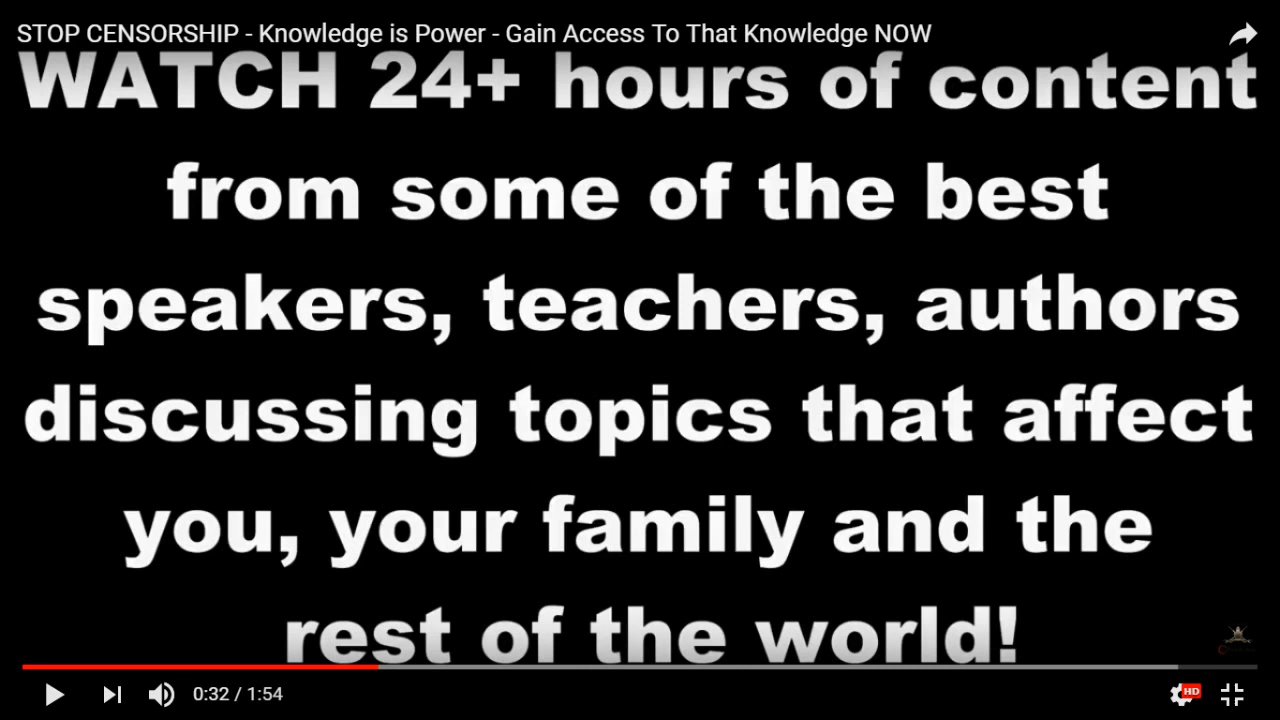 STOP CENSORSHIP - Knowledge is Power - Gain Access To That Knowledge NOW
WATCH 24+ hours of content
from some of the best
speakers, teachers, authors
discussing topics that affect
you, your family and the
rest of the world!
0:32 / 1:54
HD